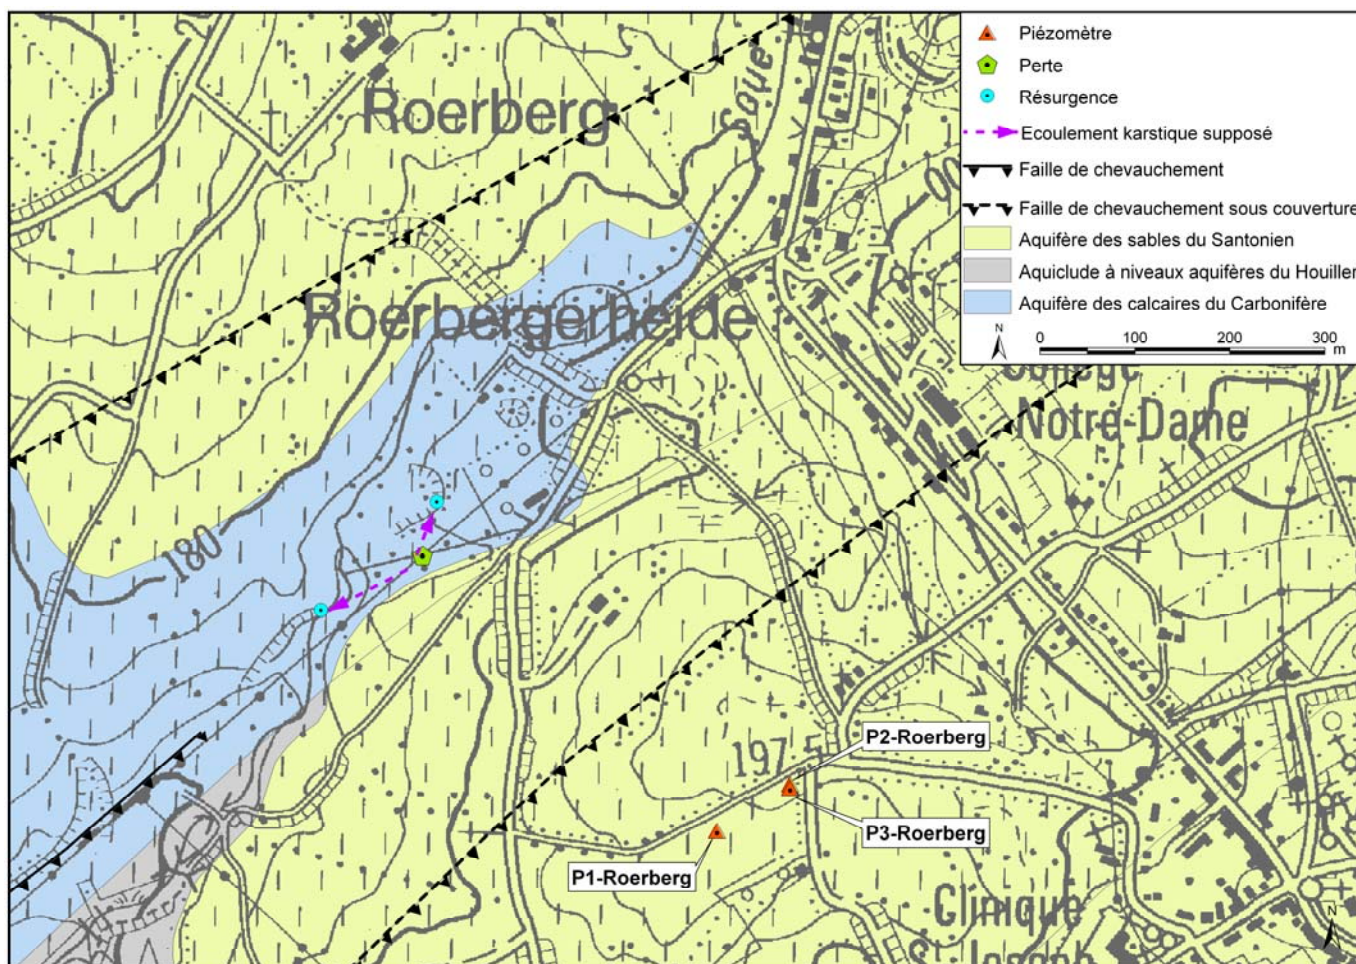 Piézomètre
Perte
Résurgence
Ecoulement karstique supposé
Faille de chevauchement
Faille de chevauchement sous couverture
Aquifère des sables du Santonien
Aquiclude à niveaux aquifères du Houiller
Aquifère des calcaires du Carbonifère
N
0 100 200 300
m
Roerberg
Roerbergerheide
Notre-Dame
180
197.5
P2-Roerberg
P3-Roerberg
P1-Roerberg
Clinique
N